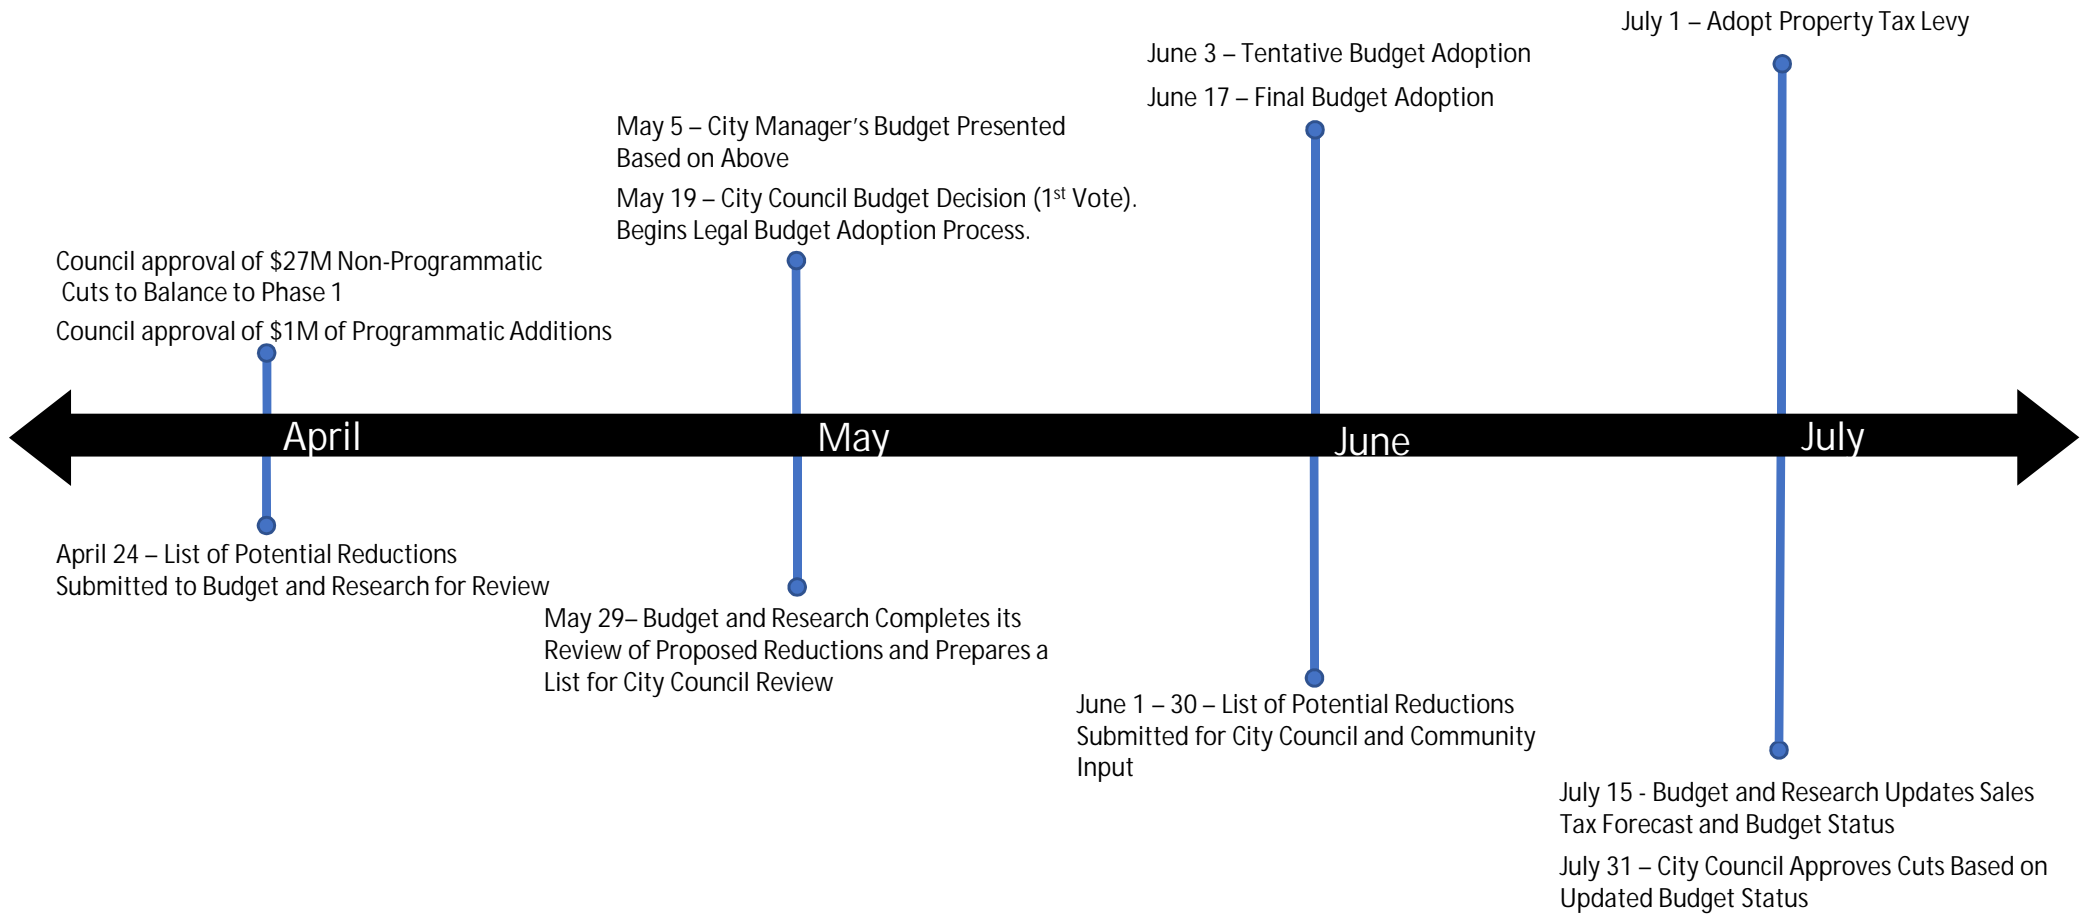 July 1 – Adopt Property Tax Levy
June 3 – Tentative Budget Adoption
June 17 – Final Budget Adoption
May 5 – City Manager’s Budget Presented
Based on Above
May 19 – City Council Budget Decision (1st Vote).
Begins Legal Budget Adoption Process.
Council approval of $27M Non-Programmatic
Cuts to Balance to Phase 1
Council approval of $1M of Programmatic Additions
April
May
June
July
April 24 – List of Potential Reductions
Submitted to Budget and Research for Review
May 29– Budget and Research Completes its
Review of Proposed Reductions and Prepares a
List for City Council Review
June 1 – 30 – List of Potential Reductions
Submitted for City Council and Community
Input
July 15 - Budget and Research Updates Sales
Tax Forecast and Budget Status
July 31 – City Council Approves Cuts Based on
Updated Budget Status